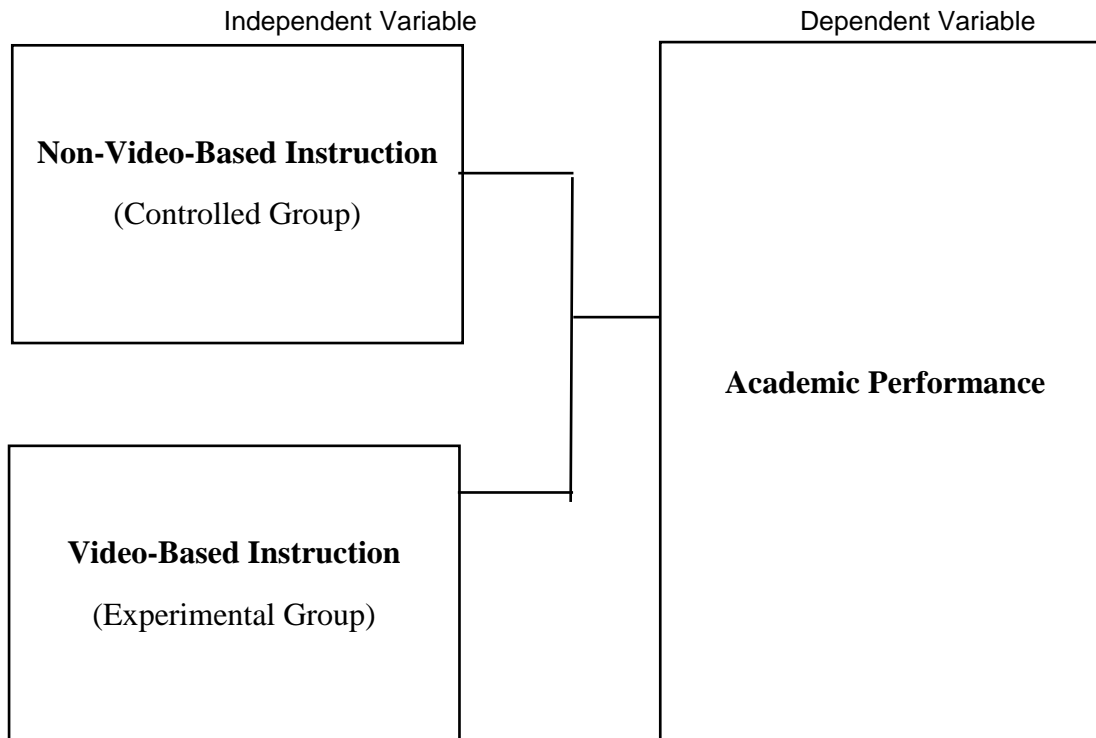 Independent Variable
Dependent Variable
Non-Video-Based Instruction
(Controlled Group)
Video-Based Instruction
(Experimental Group)
Academic Performance